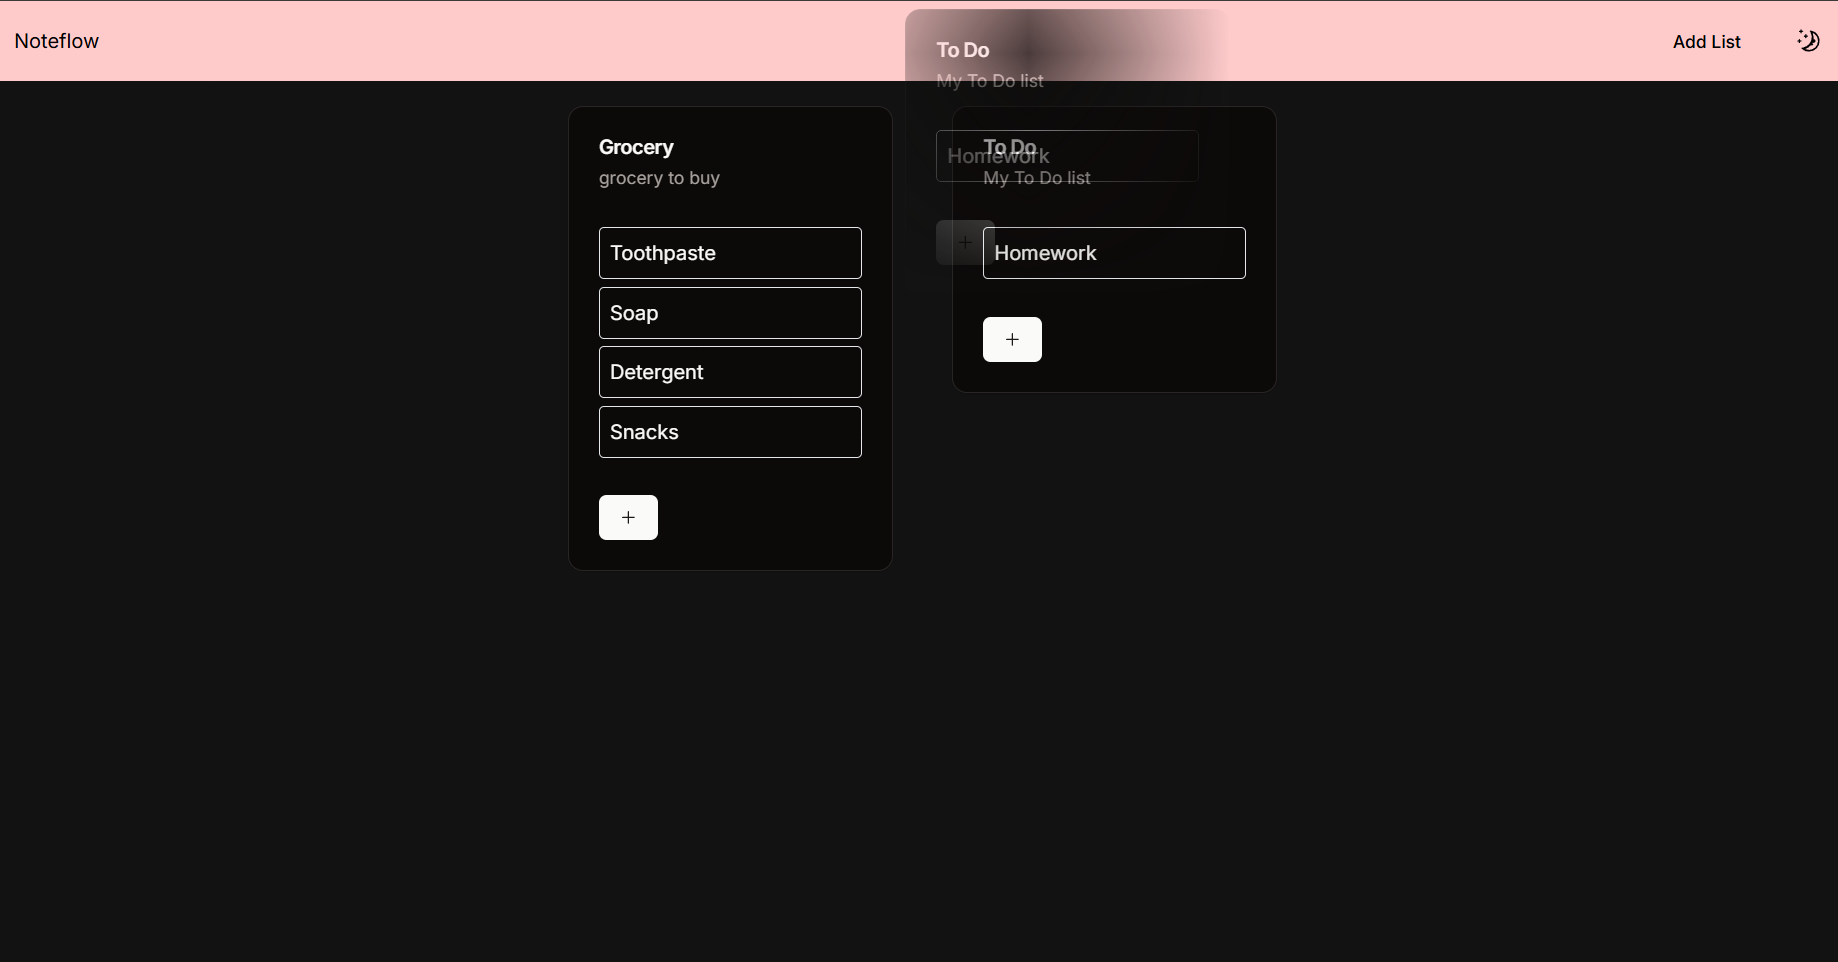 Noteflow
Add List
To Do
My To Do list
Homework
+
Grocery
grocery to buy
Toothpaste
Soap
Detergent
Snacks
+
To Do
My To Do list
Homework
+